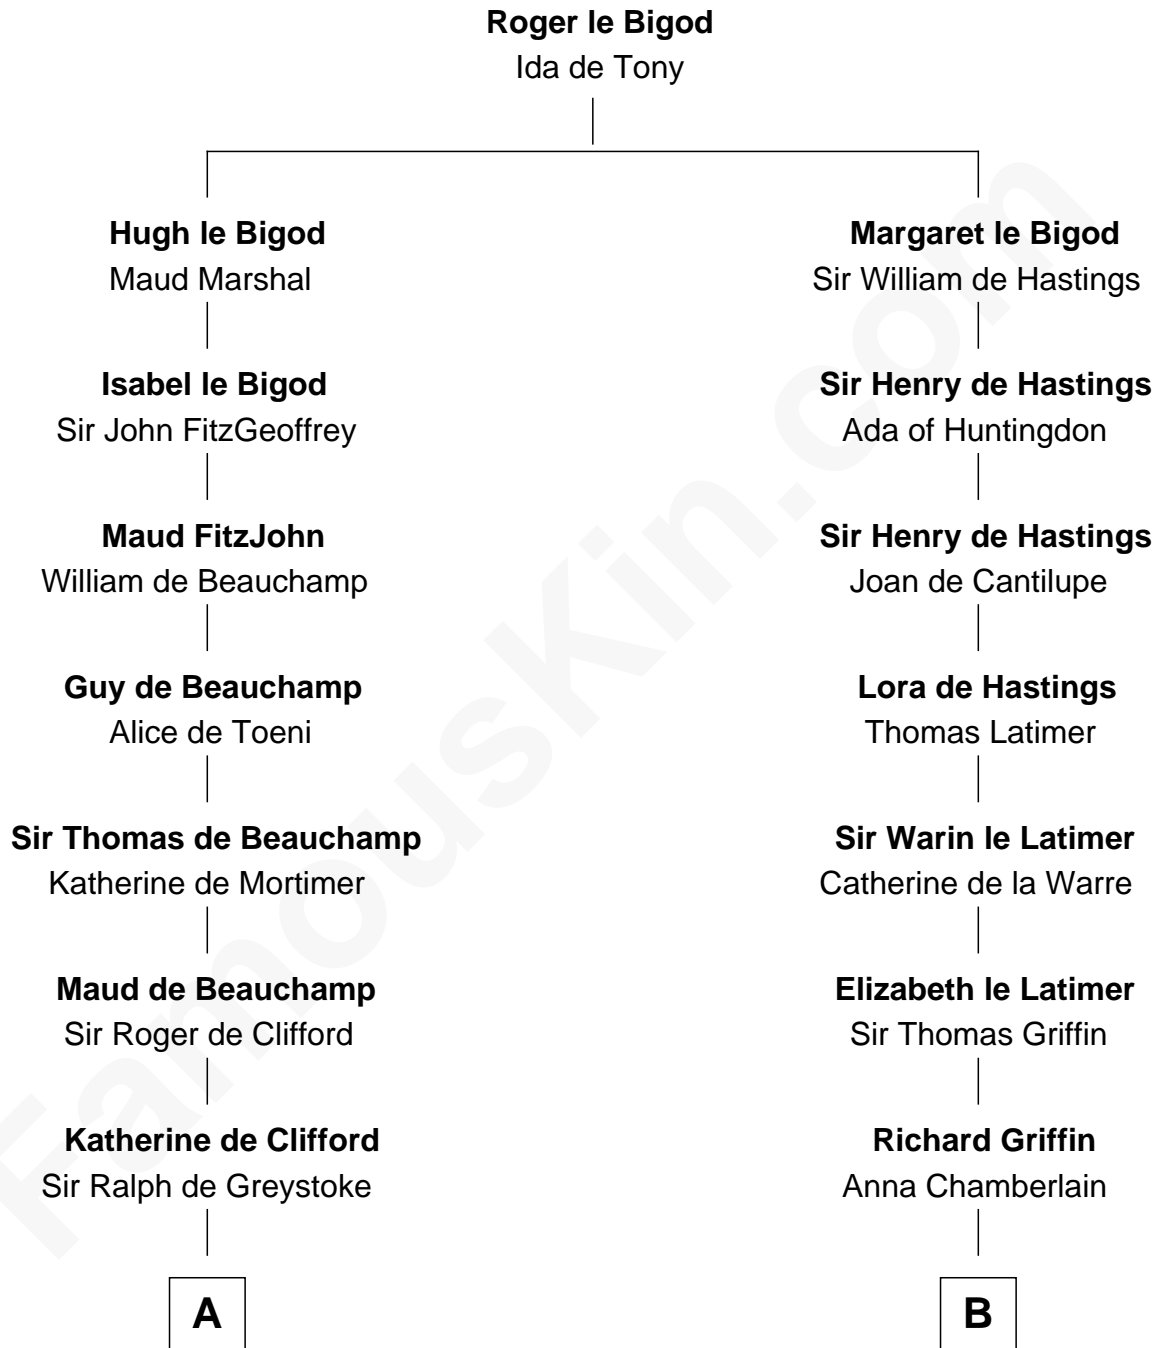 Roger le Bigod
Ida de Tony
Hugh le Bigod
Maud Marshal
Margaret le Bigod
Sir William de Hastings
Isabel le Bigod
Sir John FitzGeoffrey
Sir Henry de Hastings
Ada of Huntingdon
Maud FitzJohn
William de Beauchamp
Sir Henry de Hastings
Joan de Cantilupe
Guy de Beauchamp
Alice de Toeni
Lora de Hastings
Thomas Latimer
Sir Thomas de Beauchamp
Katherine de Mortimer
Sir Warin le Latimer
Catherine de la Warre
Maud de Beauchamp
Sir Roger de Clifford
Elizabeth le Latimer
Sir Thomas Griffin
Katherine de Clifford
Sir Ralph de Greystoke
Richard Griffin
Anna Chamberlain
A
B
FamousKin.com